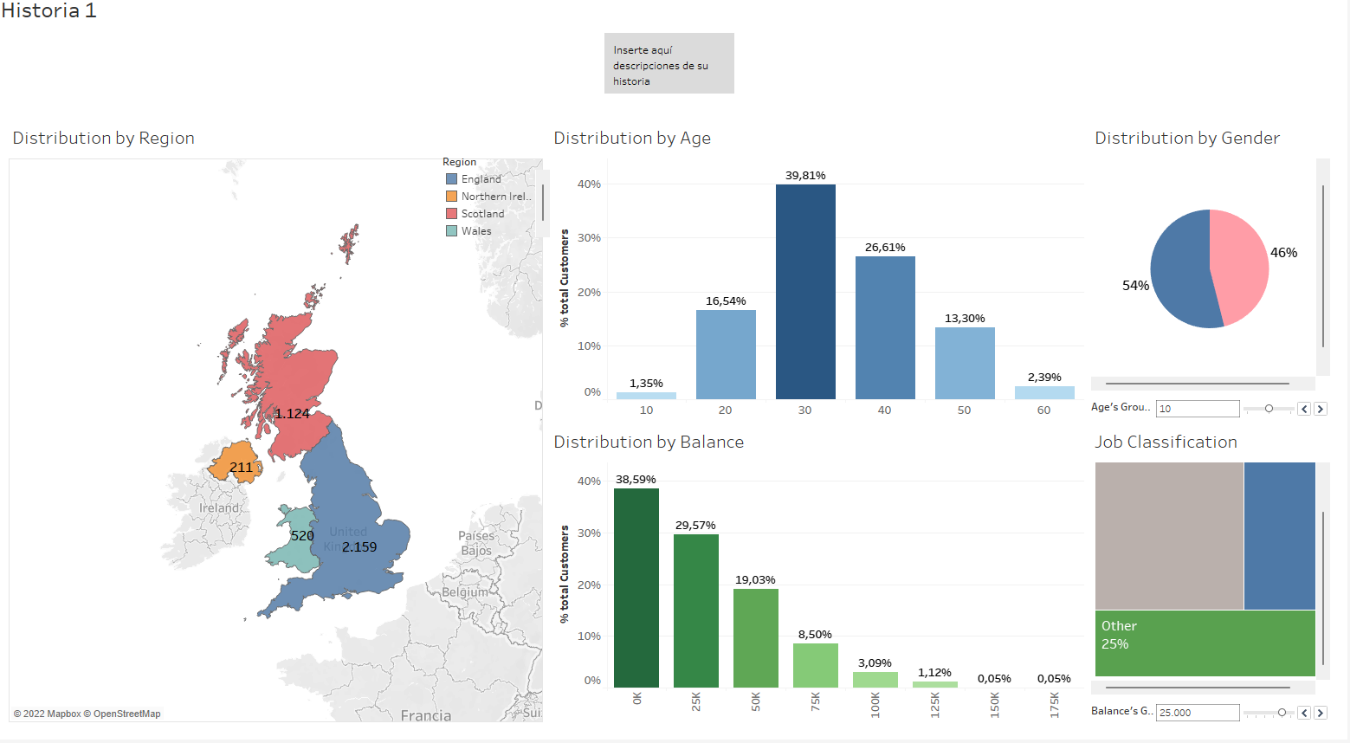 Historia 1
Inserte aquí
descripciones de su
historia
Distribution by Region
Region
England
Northern Irel..
Scotland
Wales
1.124
211
Ireland
520
United
2.159
Países
Bajos
Belgium
Francia
© 2022 Mapbox © OpenStreetMap
Distribution by Age
% total Customers
40%
30%
20%
10%
0%
1,35%
16,54%
39,81%
26,61%
13,30%
2,39%
10
20
30
40
50
60
Distribution by Balance
% total Customers
40%
30%
20%
10%
0%
38,59%
29,57%
19,03%
8,50%
3,09%
1,12%
0,05%
0,05%
0K
25K
50K
75K
100K
125K
150K
175K
Distribution by Gender
54%
46%
Age's Grou.. 10
Job Classification
Other
25%
Balance's G.. 25.000